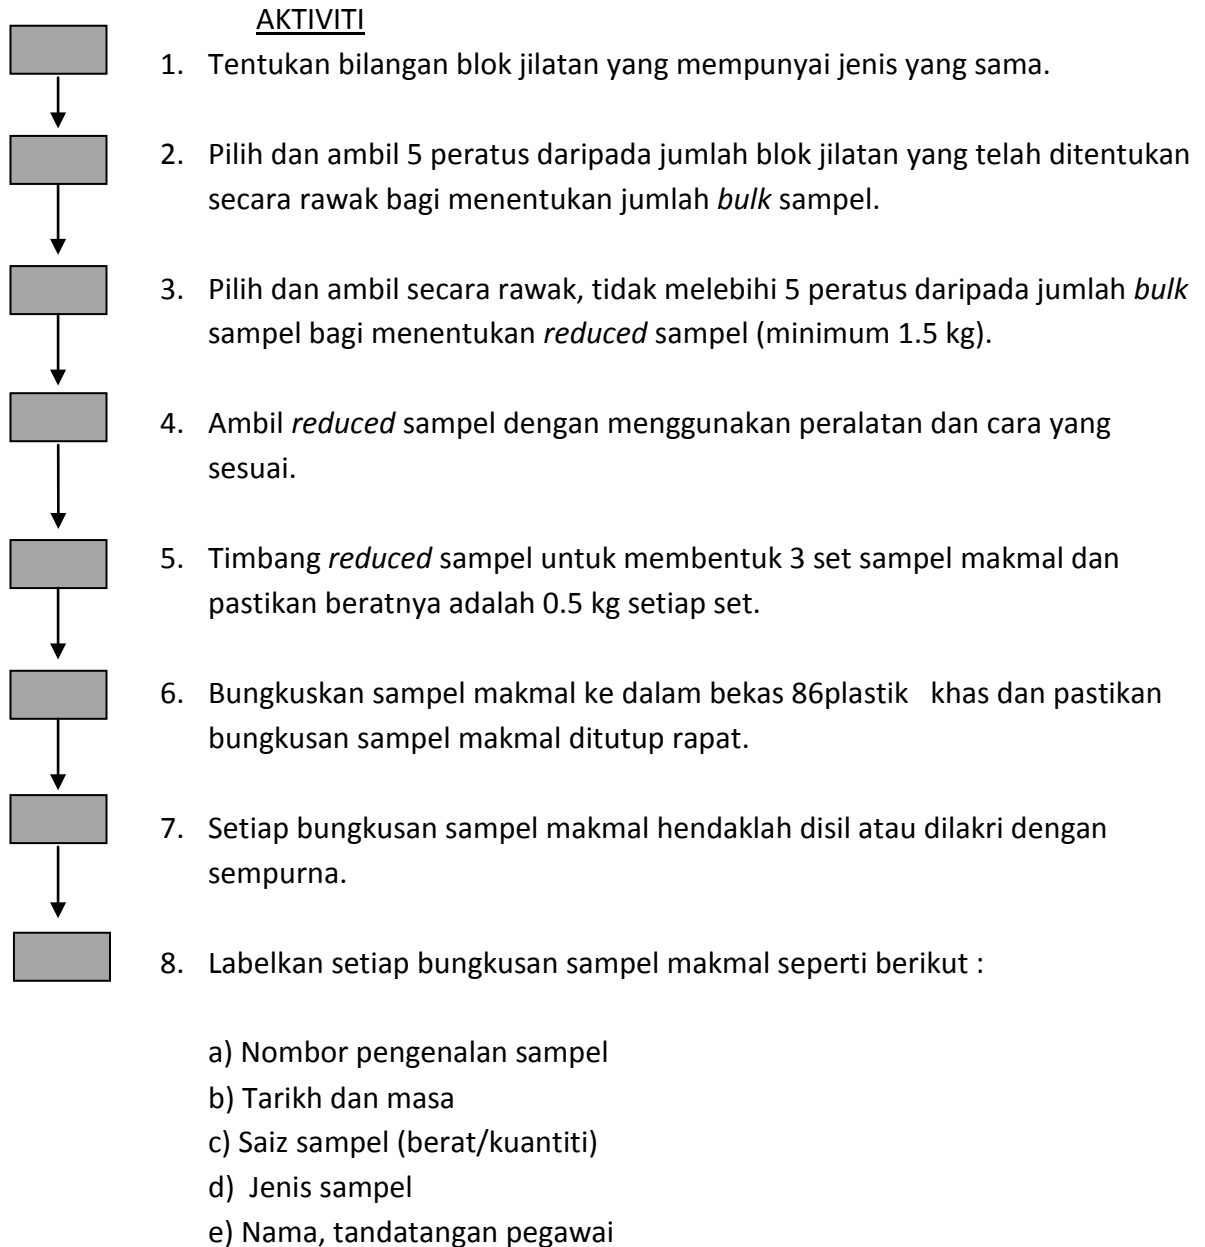 AKTIVITI
1. Tentukan bilangan blok jilatan yang mempunyai jenis yang sama.
2. Pilih dan ambil 5 peratus daripada jumlah blok jilatan yang telah ditentukan
secara rawak bagi menentukan jumlah bulk sampel.
3. Pilih dan ambil secara rawak, tidak melebihi 5 peratus daripada jumlah bulk
sampel bagi menentukan reduced sampel (minimum 1.5 kg).
4. Ambil reduced sampel dengan menggunakan peralatan dan cara yang
sesuai.
5. Timbang reduced sampel untuk membentuk 3 set sampel makmal dan
pastikan beratnya adalah 0.5 kg setiap set.
6. Bungkuskan sampel makmal ke dalam bekas 86plastik khas dan pastikan
bungkusan sampel makmal ditutup rapat.
7. Setiap bungkusan sampel makmal hendaklah disil atau dilakri dengan
sempurna.
8. Labelkan setiap bungkusan sampel makmal seperti berikut :
a) Nombor pengenalan sampel
b) Tarikh dan masa
c) Saiz sampel (berat/kuantiti)
d) Jenis sampel
e) Nama, tandatangan pegawai